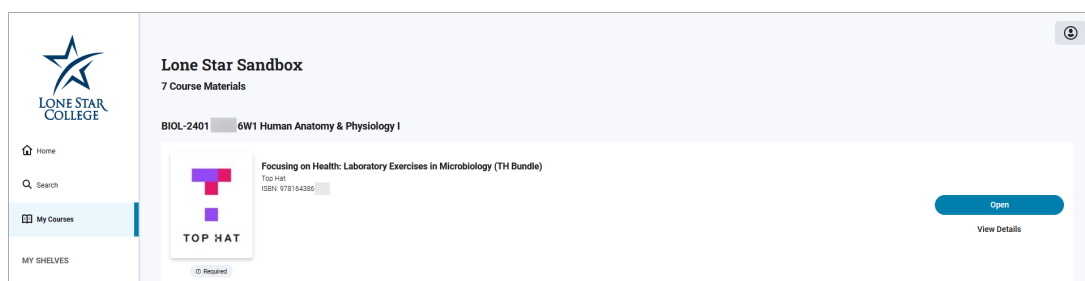 LONE STAR
COLLEGE
Home
Search
My Courses
MY SHELVES
Lone Star Sandbox
7 Course Materials
BIOL-2401 6W1 Human Anatomy & Physiology I
TOP HAT
Required
Focusing on Health: Laboratory Exercises in Microbiology (TH Bundle)
Top Hat
ISBN: 978164386
Open
View Details